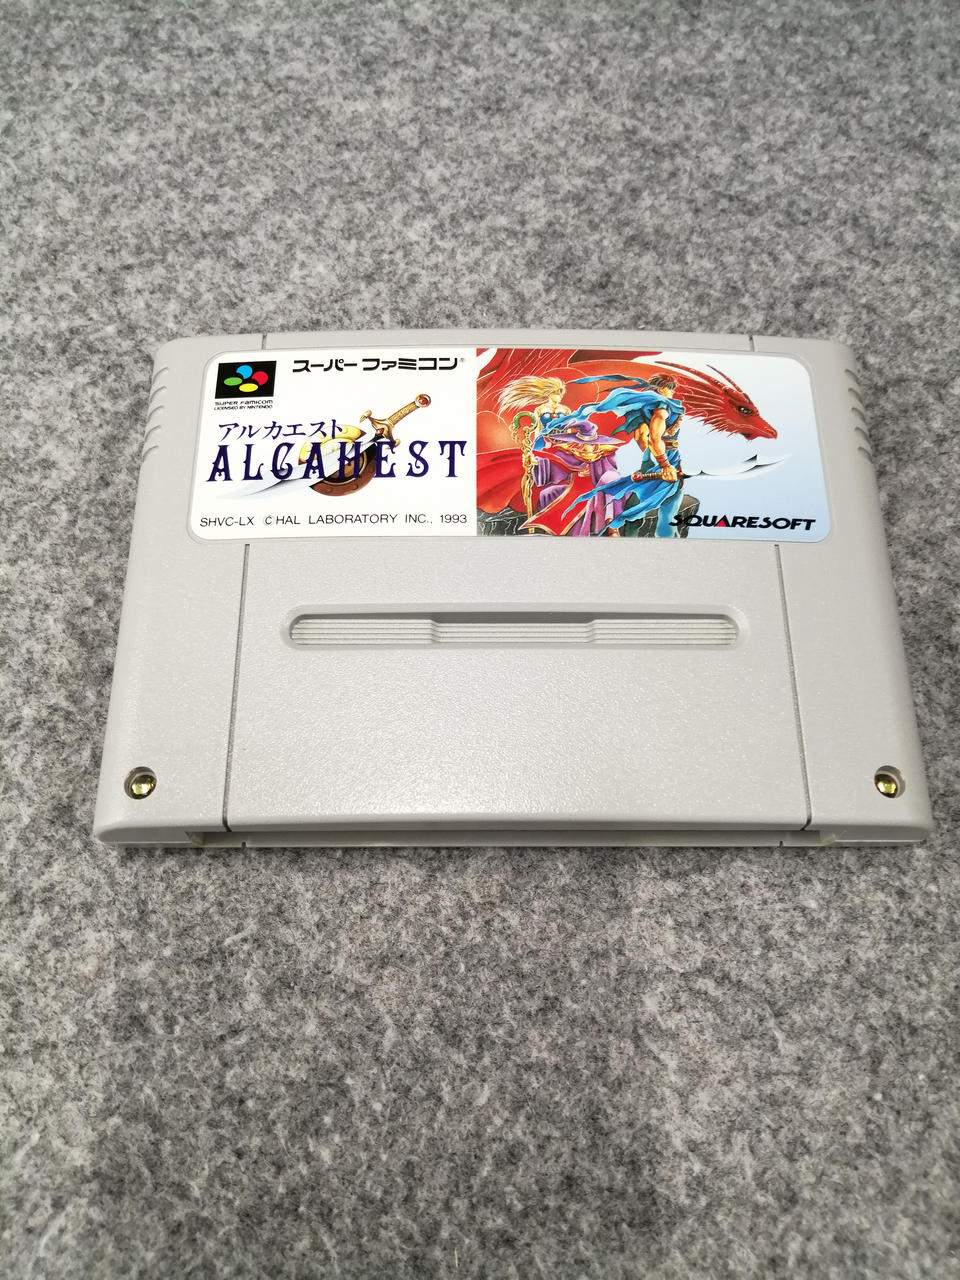 スーパーファミコン®
SUPER FAMICOM
LICENSED BY NINTENDO
アルカエスト
ALCAHEST
SHVC-LX ©HAL LABORATORY INC., 1993
SQUARESOFT